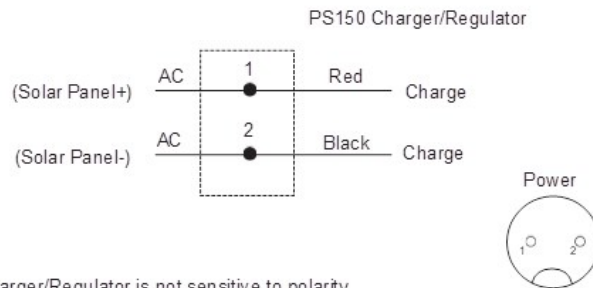 PS150 Charger/Regulator
1
AC
Red
(Solar Panel+)
Charge
2
AC
Black
(Solar Panel-)
Charge
Power
1
2
arger/Regulator is not sensitive to polarity